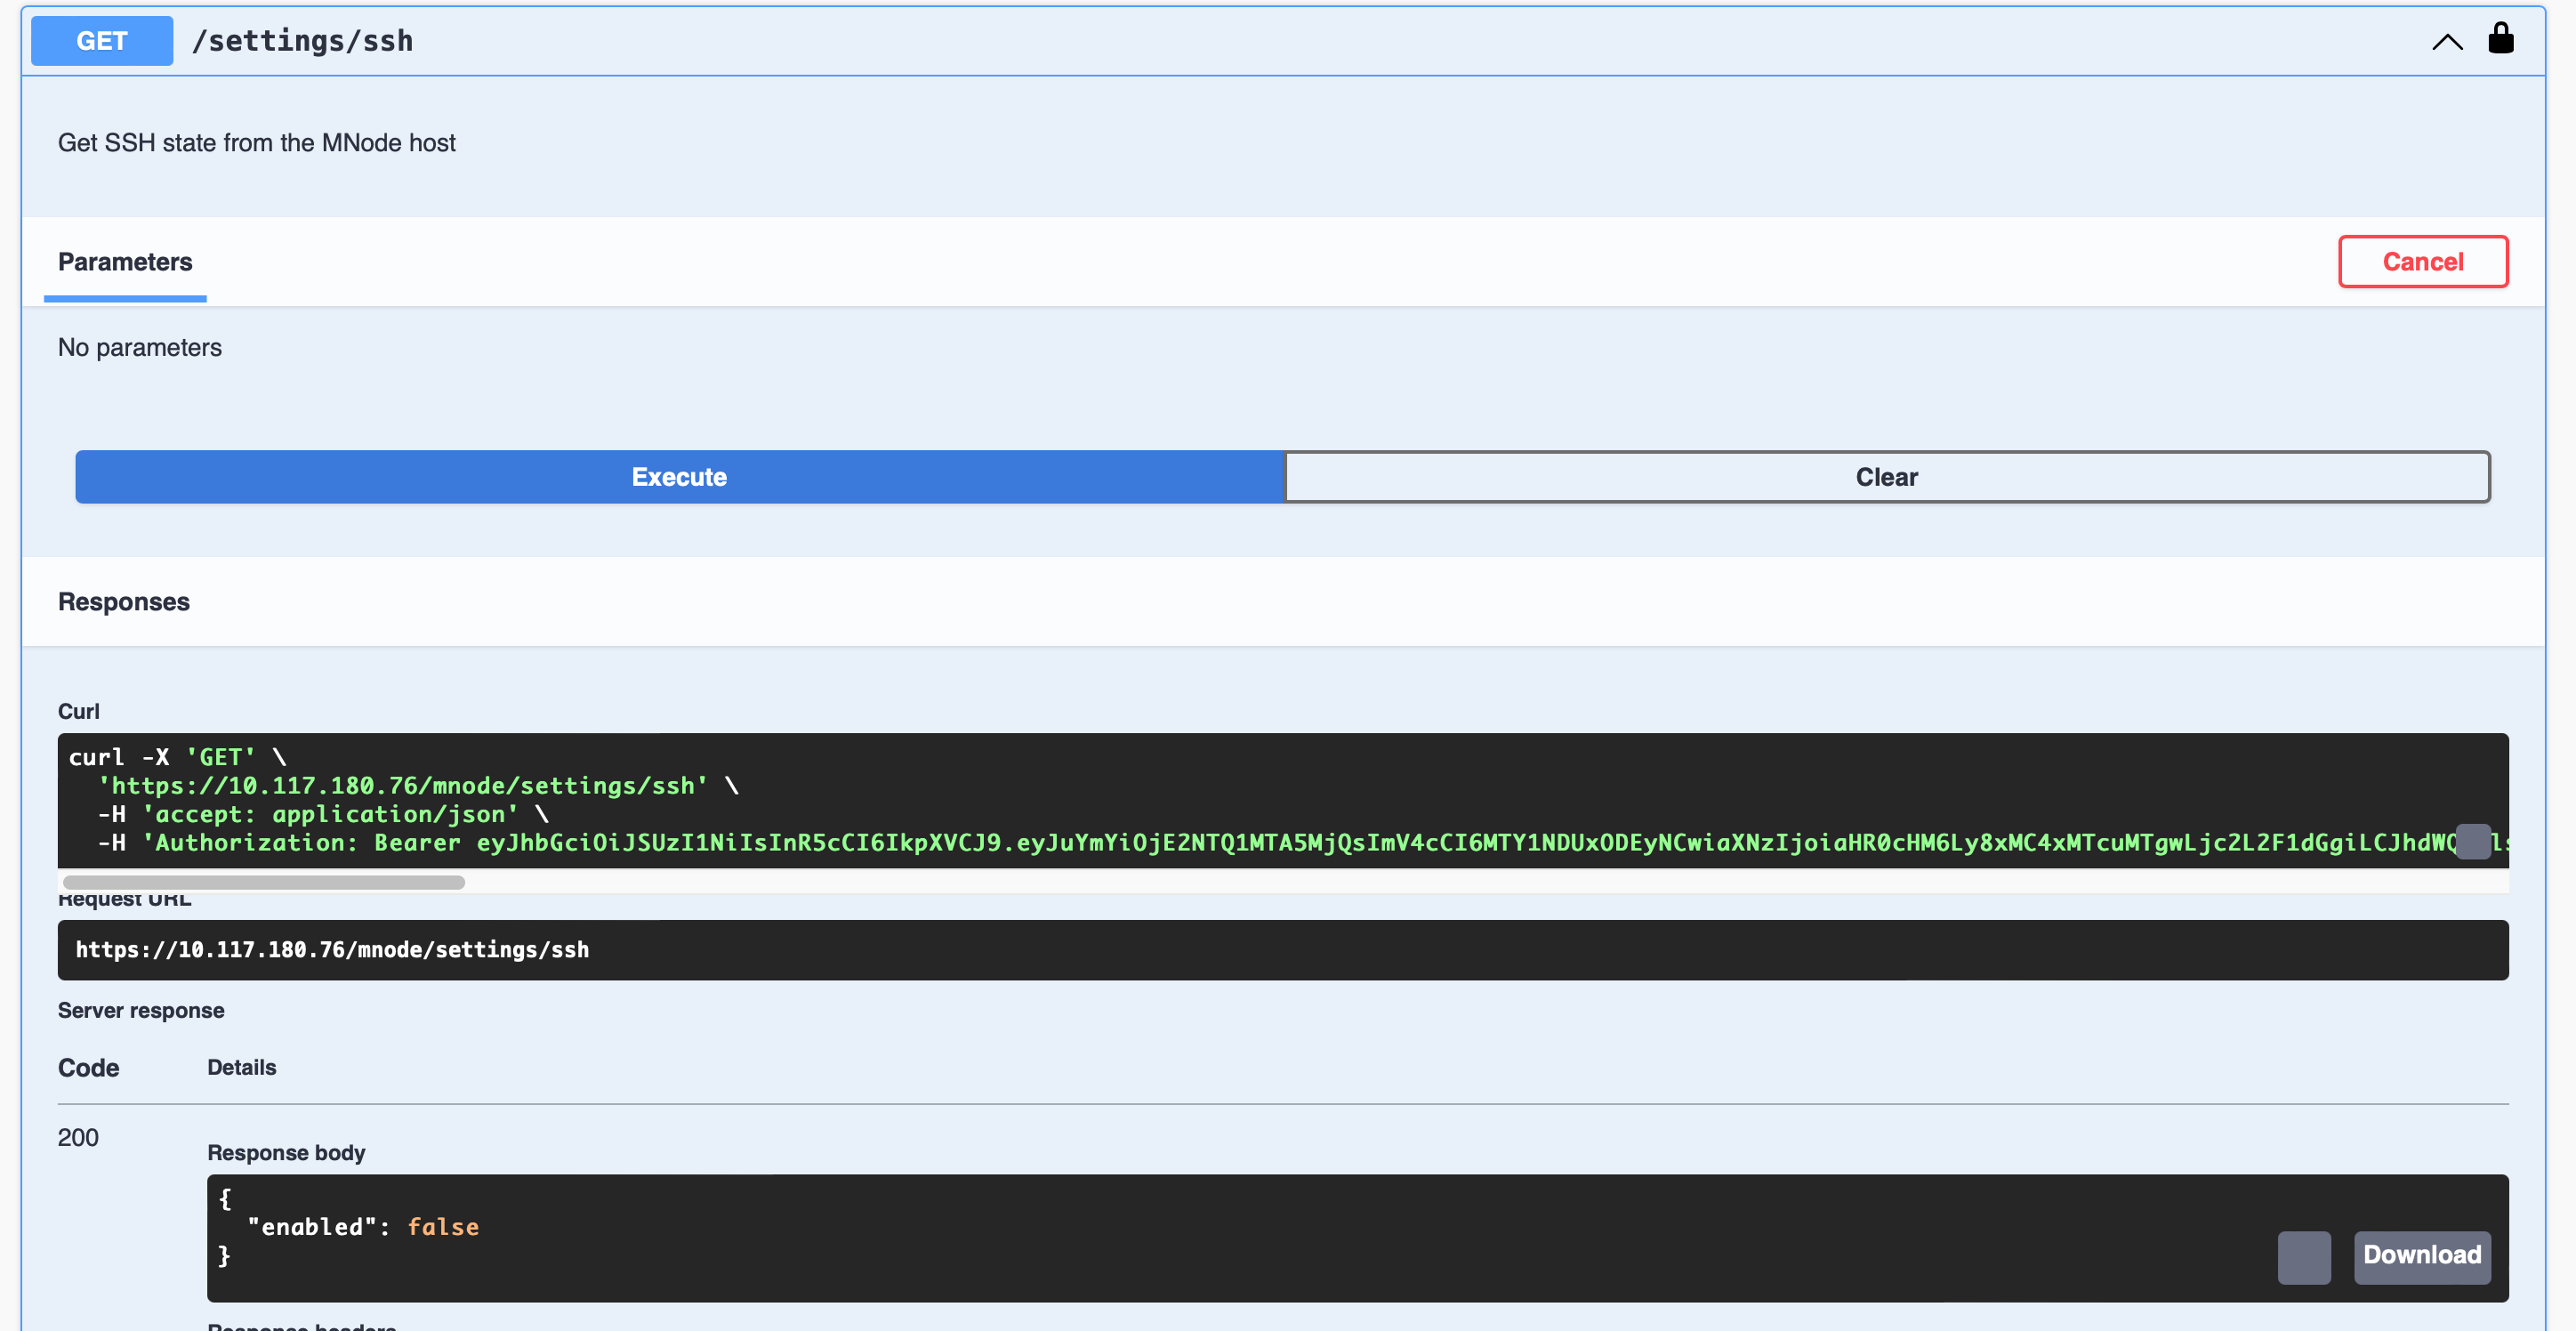 GET /settings/ssh
Get SSH state from the MNode host
Parameters
Cancel
No parameters
Execute
Clear
Responses
Curl
curl -X 'GET' \
'https://10.117.180.76/mnode/settings/ssh' \
-H 'accept: application/json' \
-H 'Authorization: Bearer eyJhbGciOiJSUzI1NiIsInR5cCI6IkpXVCJ9.eyJuYmYiOjE2NTQ1MTA5MjQsImV4cCI6MTY1NDUxODEyNCwiaXNzIjoiaHR0cHM6Ly8xMC4xMTcuMTgwLjc2L2F1dGgiLCJhdWQ
Request URL
https://10.117.180.76/mnode/settings/ssh
Server response
Code Details
200
Response body
{
"enabled": false
}
Download
Response headers